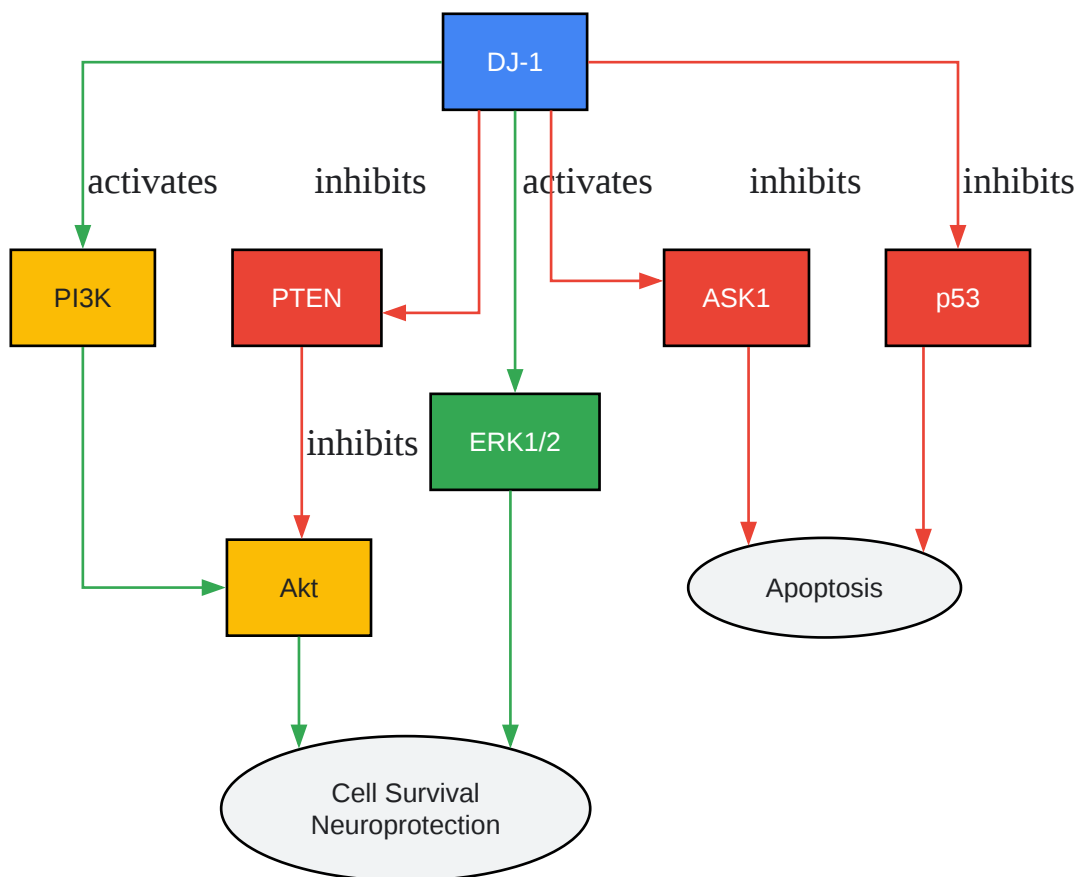 DJ-1
activates
inhibits
activates
inhibits
inhibits
PI3K
PTEN
ASK1
p53
inhibits
ERK1/2
Akt
Apoptosis
Cell Survival
Neuroprotection